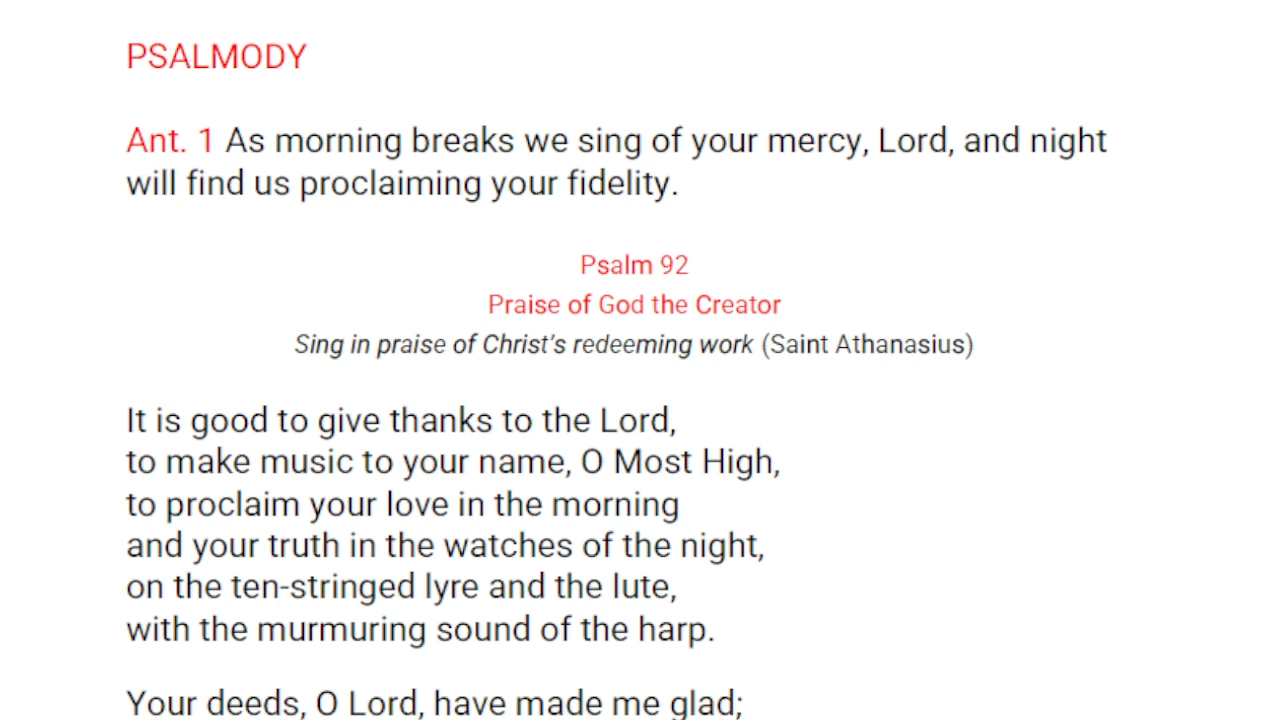 PSALMODY
Ant. 1 As morning breaks we sing of your mercy, Lord, and night
will find us proclaiming your fidelity.
Psalm 92
Praise of God the Creator
Sing in praise of Christ’s redeeming work (Saint Athanasius)
It is good to give thanks to the Lord,
to make music to your name, O Most High,
to proclaim your love in the morning
and your truth in the watches of the night,
on the ten-stringed lyre and the lute,
with the murmuring sound of the harp.
Your deeds, O Lord, have made me glad;